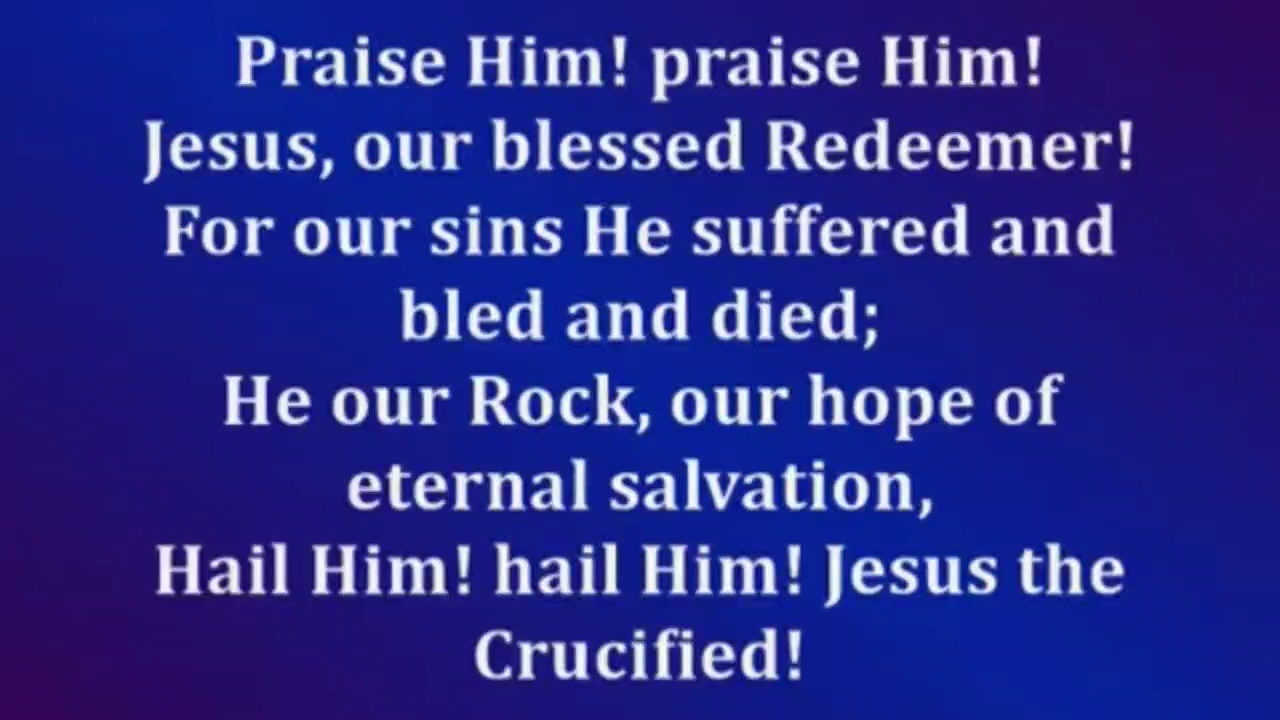 Praise Him! praise Him!
Jesus, our blessed Redeemer!
For our sins He suffered and
bled and died;
He our Rock, our hope of
eternal salvation,
Hail Him! hail Him! Jesus the
Crucified!